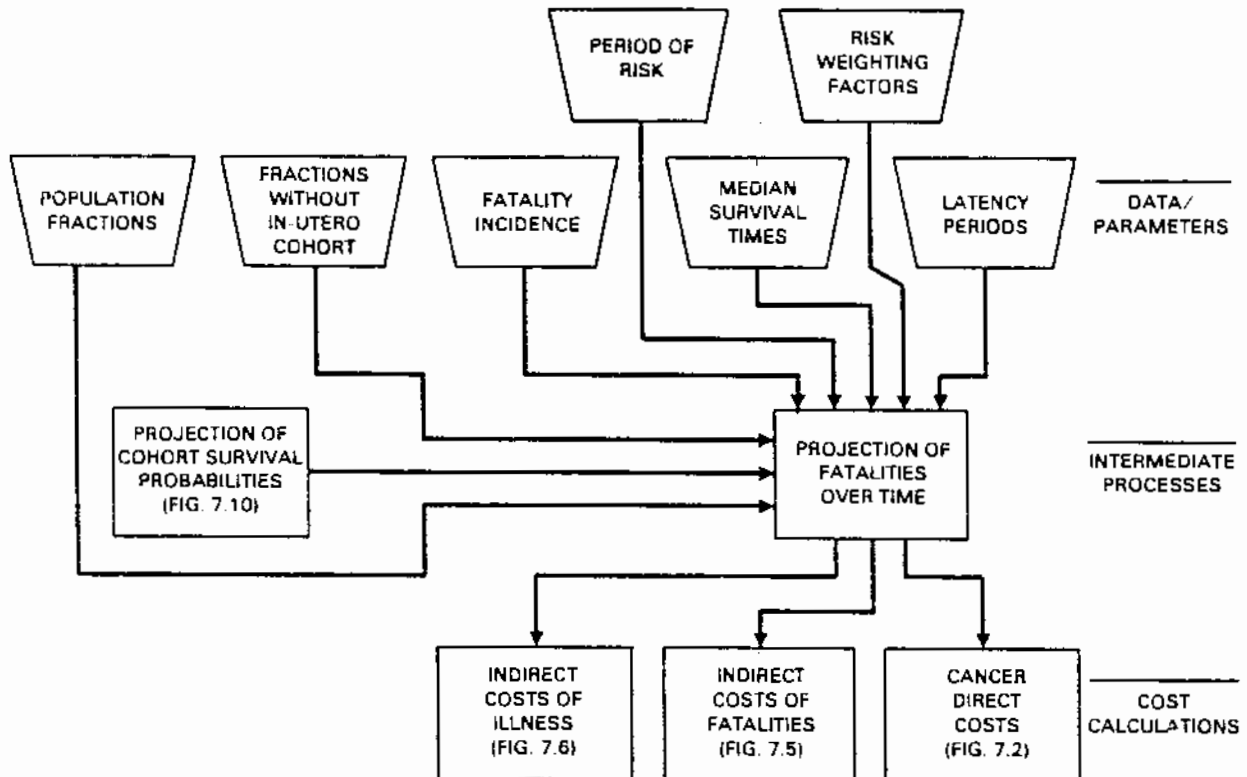 PERIOD OF
RISK
RISK
WEIGHTING
FACTORS
POPULATION
FRACTIONS
FRACTIONS
WITHOUT
IN-UTERO
COHORT
FATALITY
INCIDENCE
MEDIAN
SURVIVAL
TIMES
LATENCY
PERIODS
DATA/
PARAMETERS
PROJECTION OF
COHORT SURVIVAL
PROBABILITIES
(FIG. 7.10)
PROJECTION OF
FATALITIES
OVER TIME
INTERMEDIATE
PROCESSES
INDIRECT
COSTS OF
ILLNESS
(FIG. 7.6)
INDIRECT
COSTS OF
FATALITIES
(FIG. 7.5)
CANCER
DIRECT
COSTS
(FIG. 7.2)
COST
CALCULATIONS